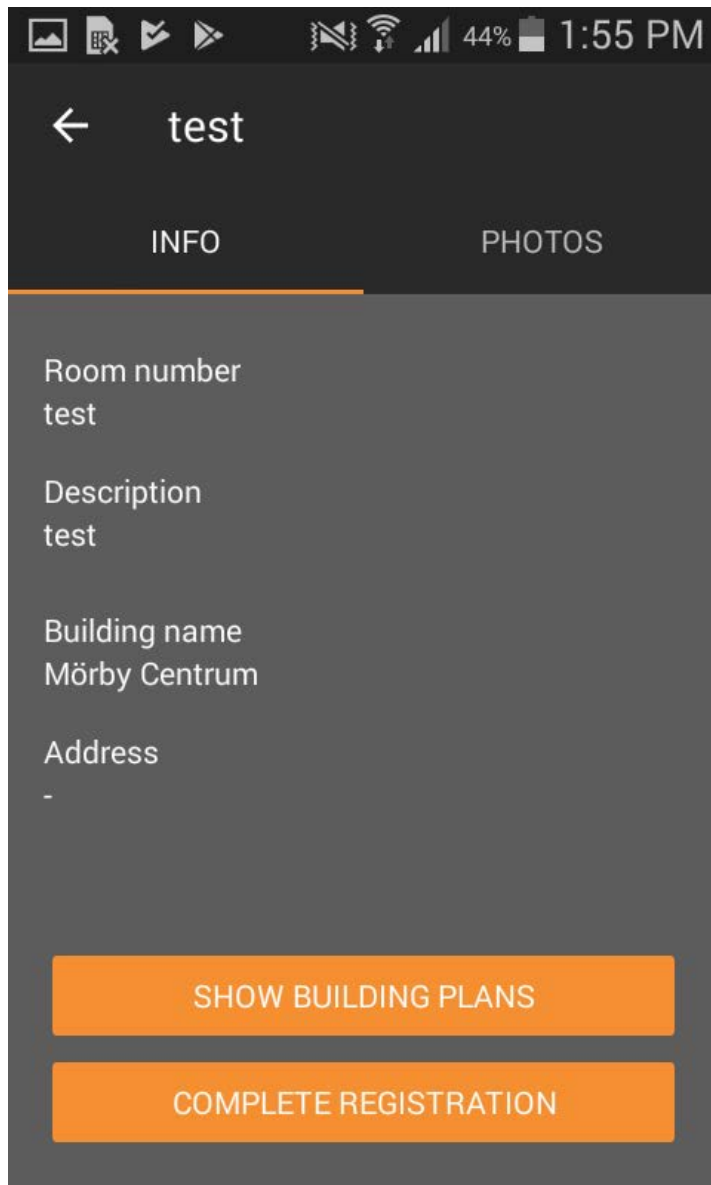 44% 1:55 PM
test
INFO PHOTOS
Room number
test
Description
test
Building name
Mörby Centrum
Address
-
SHOW BUILDING PLANS
COMPLETE REGISTRATION